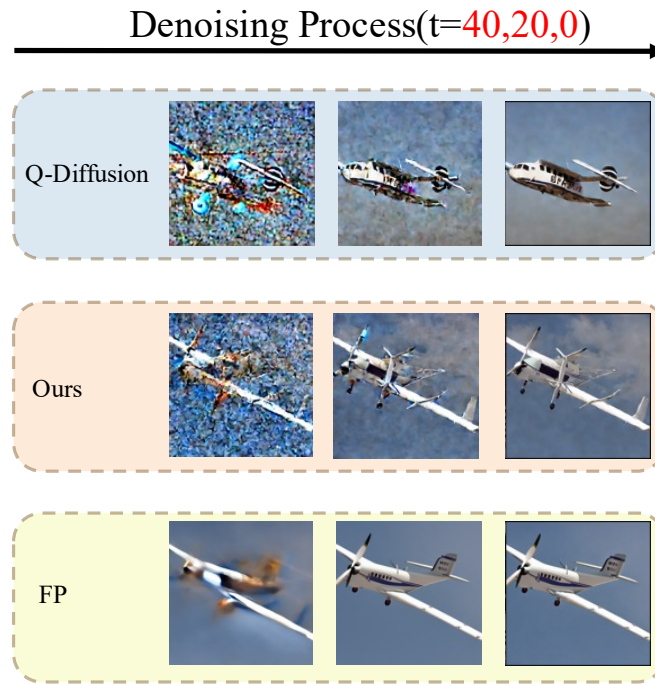 Denoising Process(t=40,20,0)
Q-Diffusion
Ours
FP